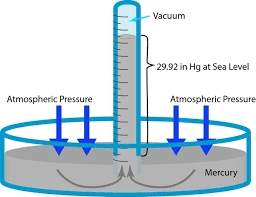 Vacuum
29.92 in Hg at Sea Level
Atmospheric Pressure
Atmospheric Pressure
Mercury